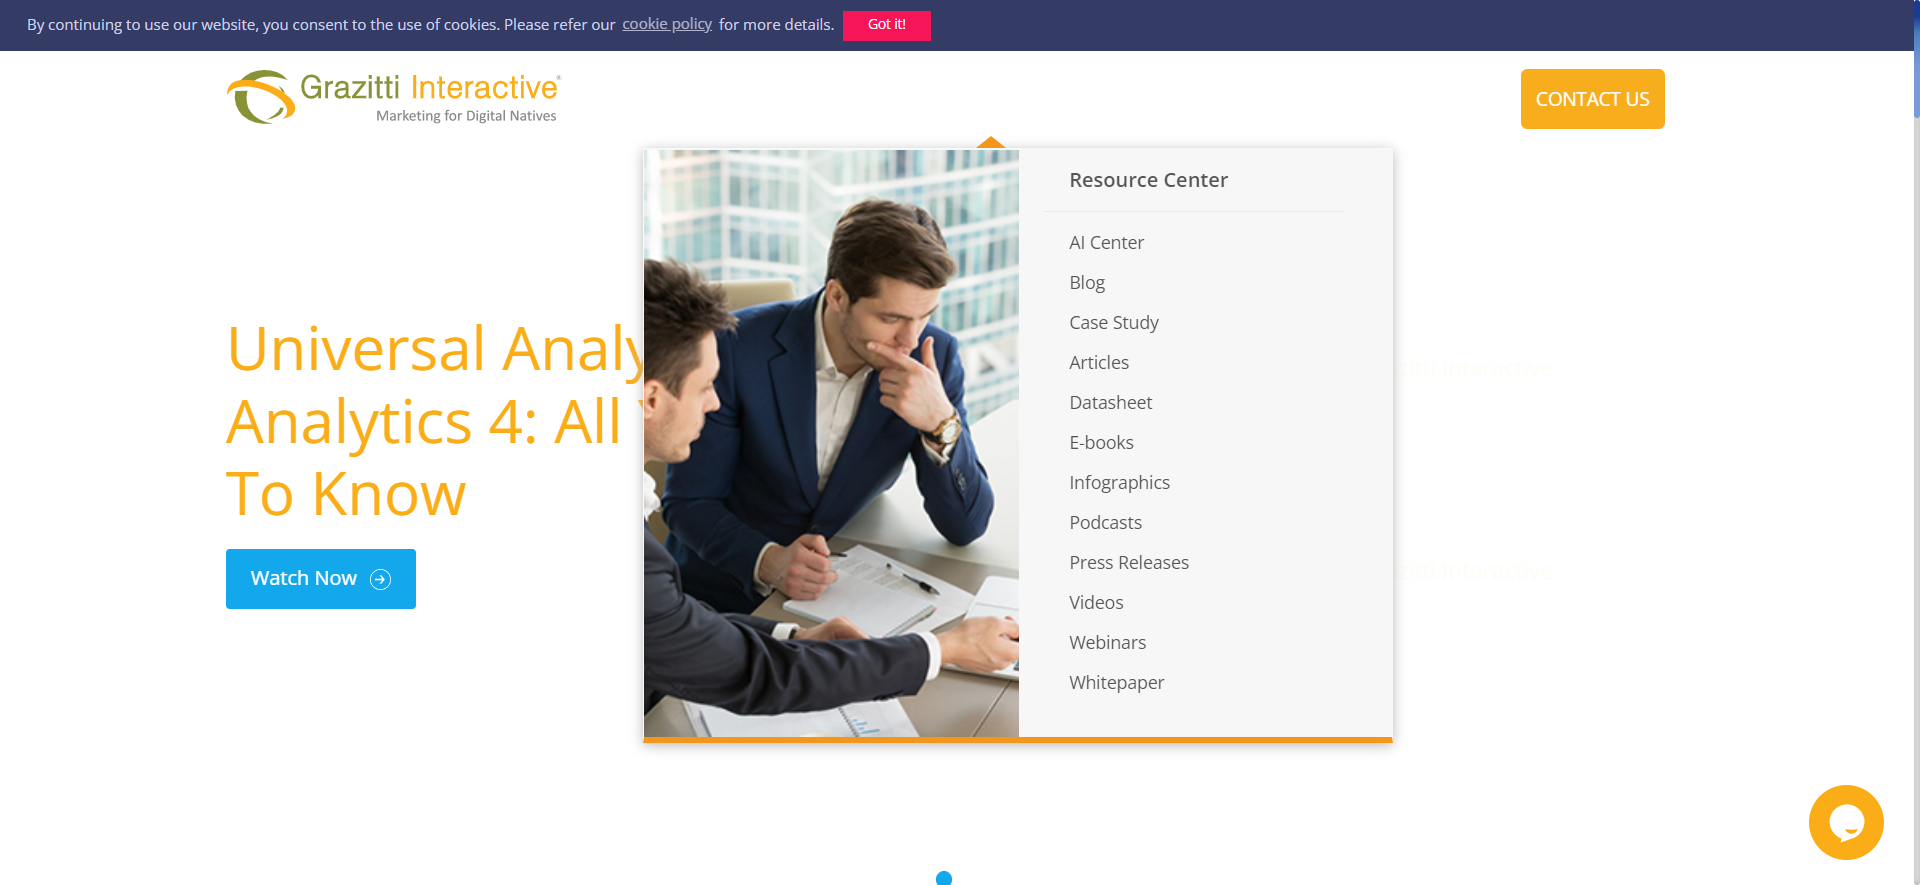 By continuing to use our website, you consent to the use of cookies. Please refer our cookie policy for more details. Got it!
Grazitti Interactive®
Marketing for Digital Natives
CONTACT US
Resource Center
AI Center
Blog
Case Study
Articles
Datasheet
E-books
Infographics
Podcasts
Press Releases
Videos
Webinars
Whitepaper
Universal Analy
Analytics 4: All
To Know
Watch Now
Interactive
Interactive